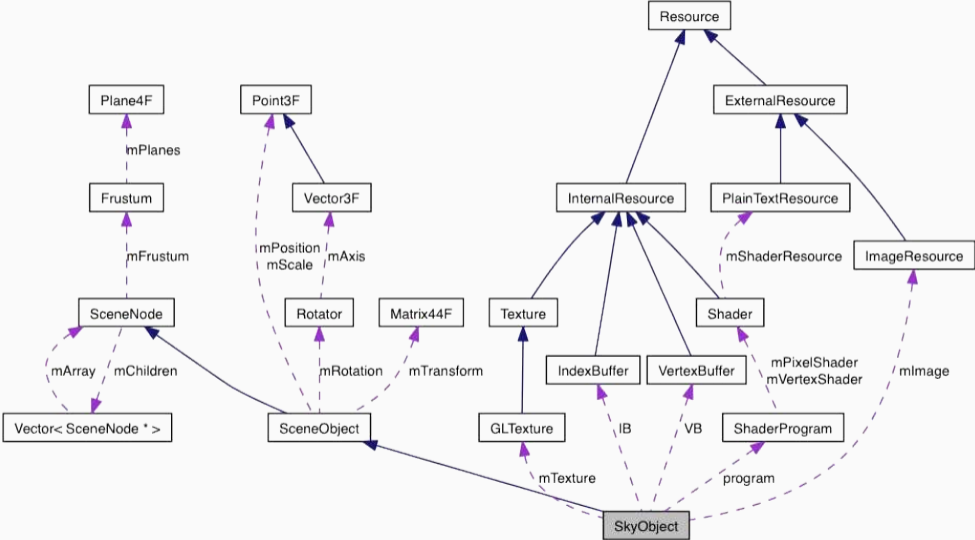 Resource
Plane4F
Point3F
ExternalResource
mPlanes
Frustum
Vector3F
InternalResource
PlainTextResource
mPosition
mScale
mFrustum
mAxis
mShaderResource
ImageResource
SceneNode
Rotator
Matrix44F
Texture
Shader
mArray
mChildren
mRotation
mTransform
IndexBuffer
VertexBuffer
mPixelShader
mVertexShader
mImage
Vector< SceneNode * >
SceneObject
GLTexture
IB
VB
ShaderProgram
mTexture
program
SkyObject